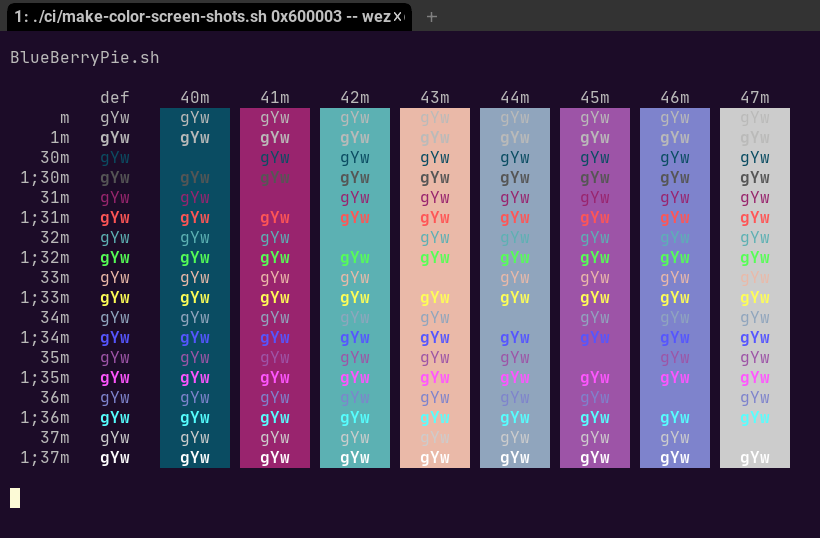 1: ./ci/make-color-screen-shots.sh 0x600003 -- wez
BlueBerryPie.sh
def 40m 41m 42m 43m 44m 45m 46m 47m
m gYw gYw gYw gYw gYw gYw gYw gYw gYw
1m gYw gYw gYw gYw gYw gYw gYw gYw gYw
30m gYw gYw gYw gYw gYw gYw gYw gYw
1;30m gYw gYw gYw gYw gYw gYw gYw gYw gYw
31m gYw gYw gYw gYw gYw gYw gYw gYw
1;31m gYw gYw gYw gYw gYw gYw gYw gYw gYw
32m gYw gYw gYw gYw gYw gYw gYw gYw
1;32m gYw gYw gYw gYw gYw gYw gYw gYw gYw
33m gYw gYw gYw gYw gYw gYw gYw gYw
1;33m gYw gYw gYw gYw gYw gYw gYw gYw gYw
34m gYw gYw gYw gYw gYw gYw gYw gYw
1;34m gYw gYw gYw gYw gYw gYw gYw gYw gYw
35m gYw gYw gYw gYw gYw gYw gYw gYw
1;35m gYw gYw gYw gYw gYw gYw gYw gYw gYw
36m gYw gYw gYw gYw gYw gYw gYw gYw
1;36m gYw gYw gYw gYw gYw gYw gYw gYw gYw
37m gYw gYw gYw gYw gYw gYw gYw gYw
1;37m gYw gYw gYw gYw gYw gYw gYw gYw gYw